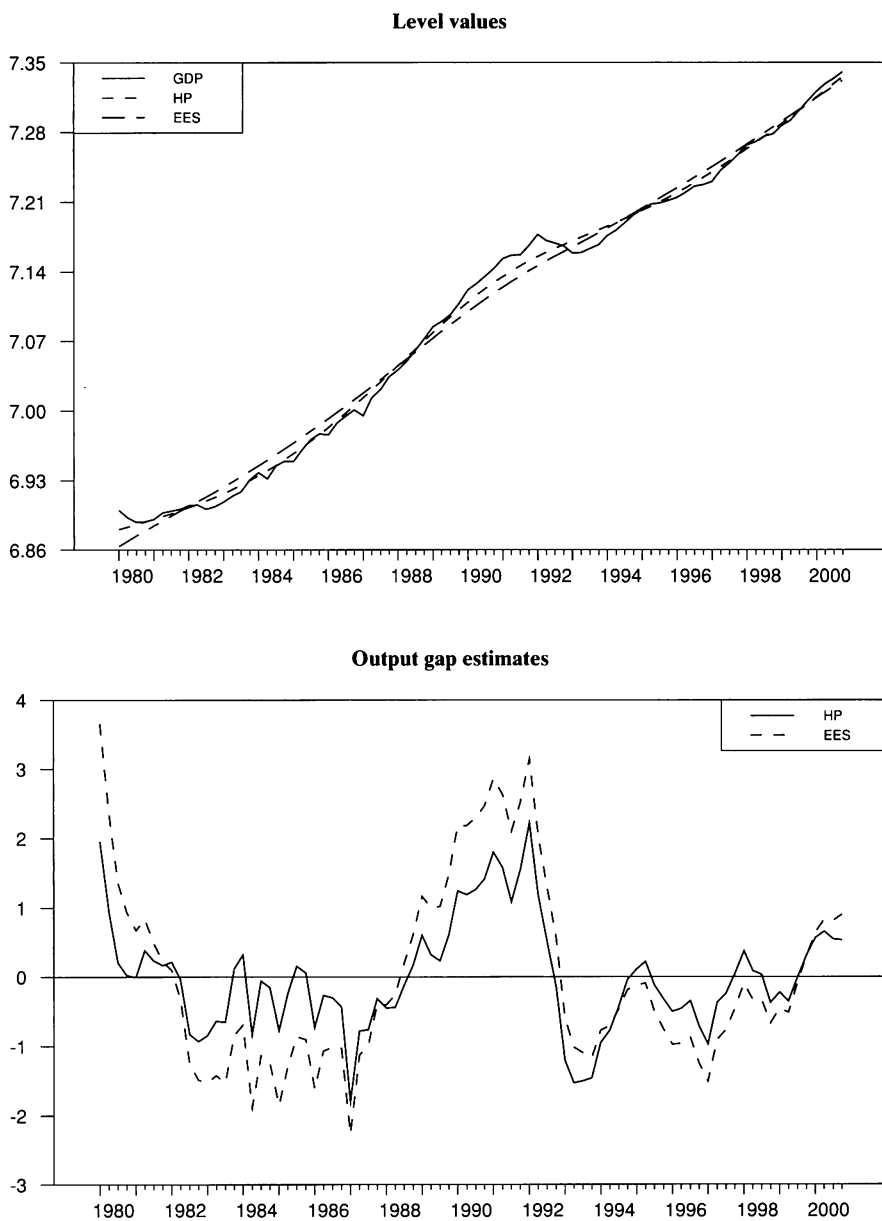 Level values
7.35
7.28
7.21
7.14
7.07
7.00
6.93
6.86
GDP
HP
EES
1980 1982 1984 1986 1988 1990 1992 1994 1996 1998 2000
Output gap estimates
4
3
2
1
0
-1
-2
-3
HP
EES
1980 1982 1984 1986 1988 1990 1992 1994 1996 1998 2000